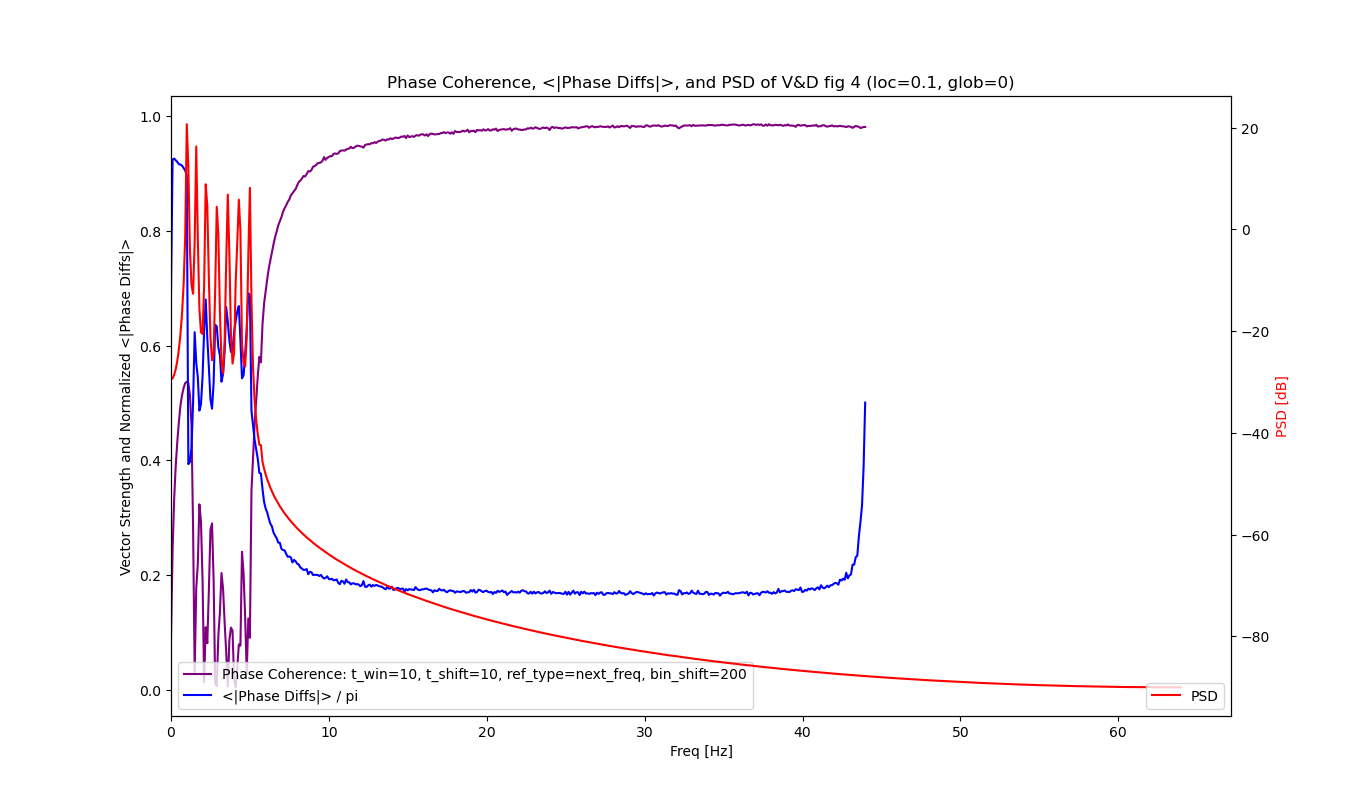 Phase Coherence, <|Phase Diffs|>, and PSD of V&D fig 4 (loc=0.1, glob=0)
Vector Strength and Normalized <|Phase Diffs|>
1.0
0.8
0.6
0.4
0.2
0.0
20
0
−20
−40
−60
−80
PSD [dB]
Phase Coherence: t_win=10, t_shift=10, ref_type=next_freq, bin_shift=200
<|Phase Diffs|> / pi
PSD
0 10 20 30 40 50 60
Freq [Hz]